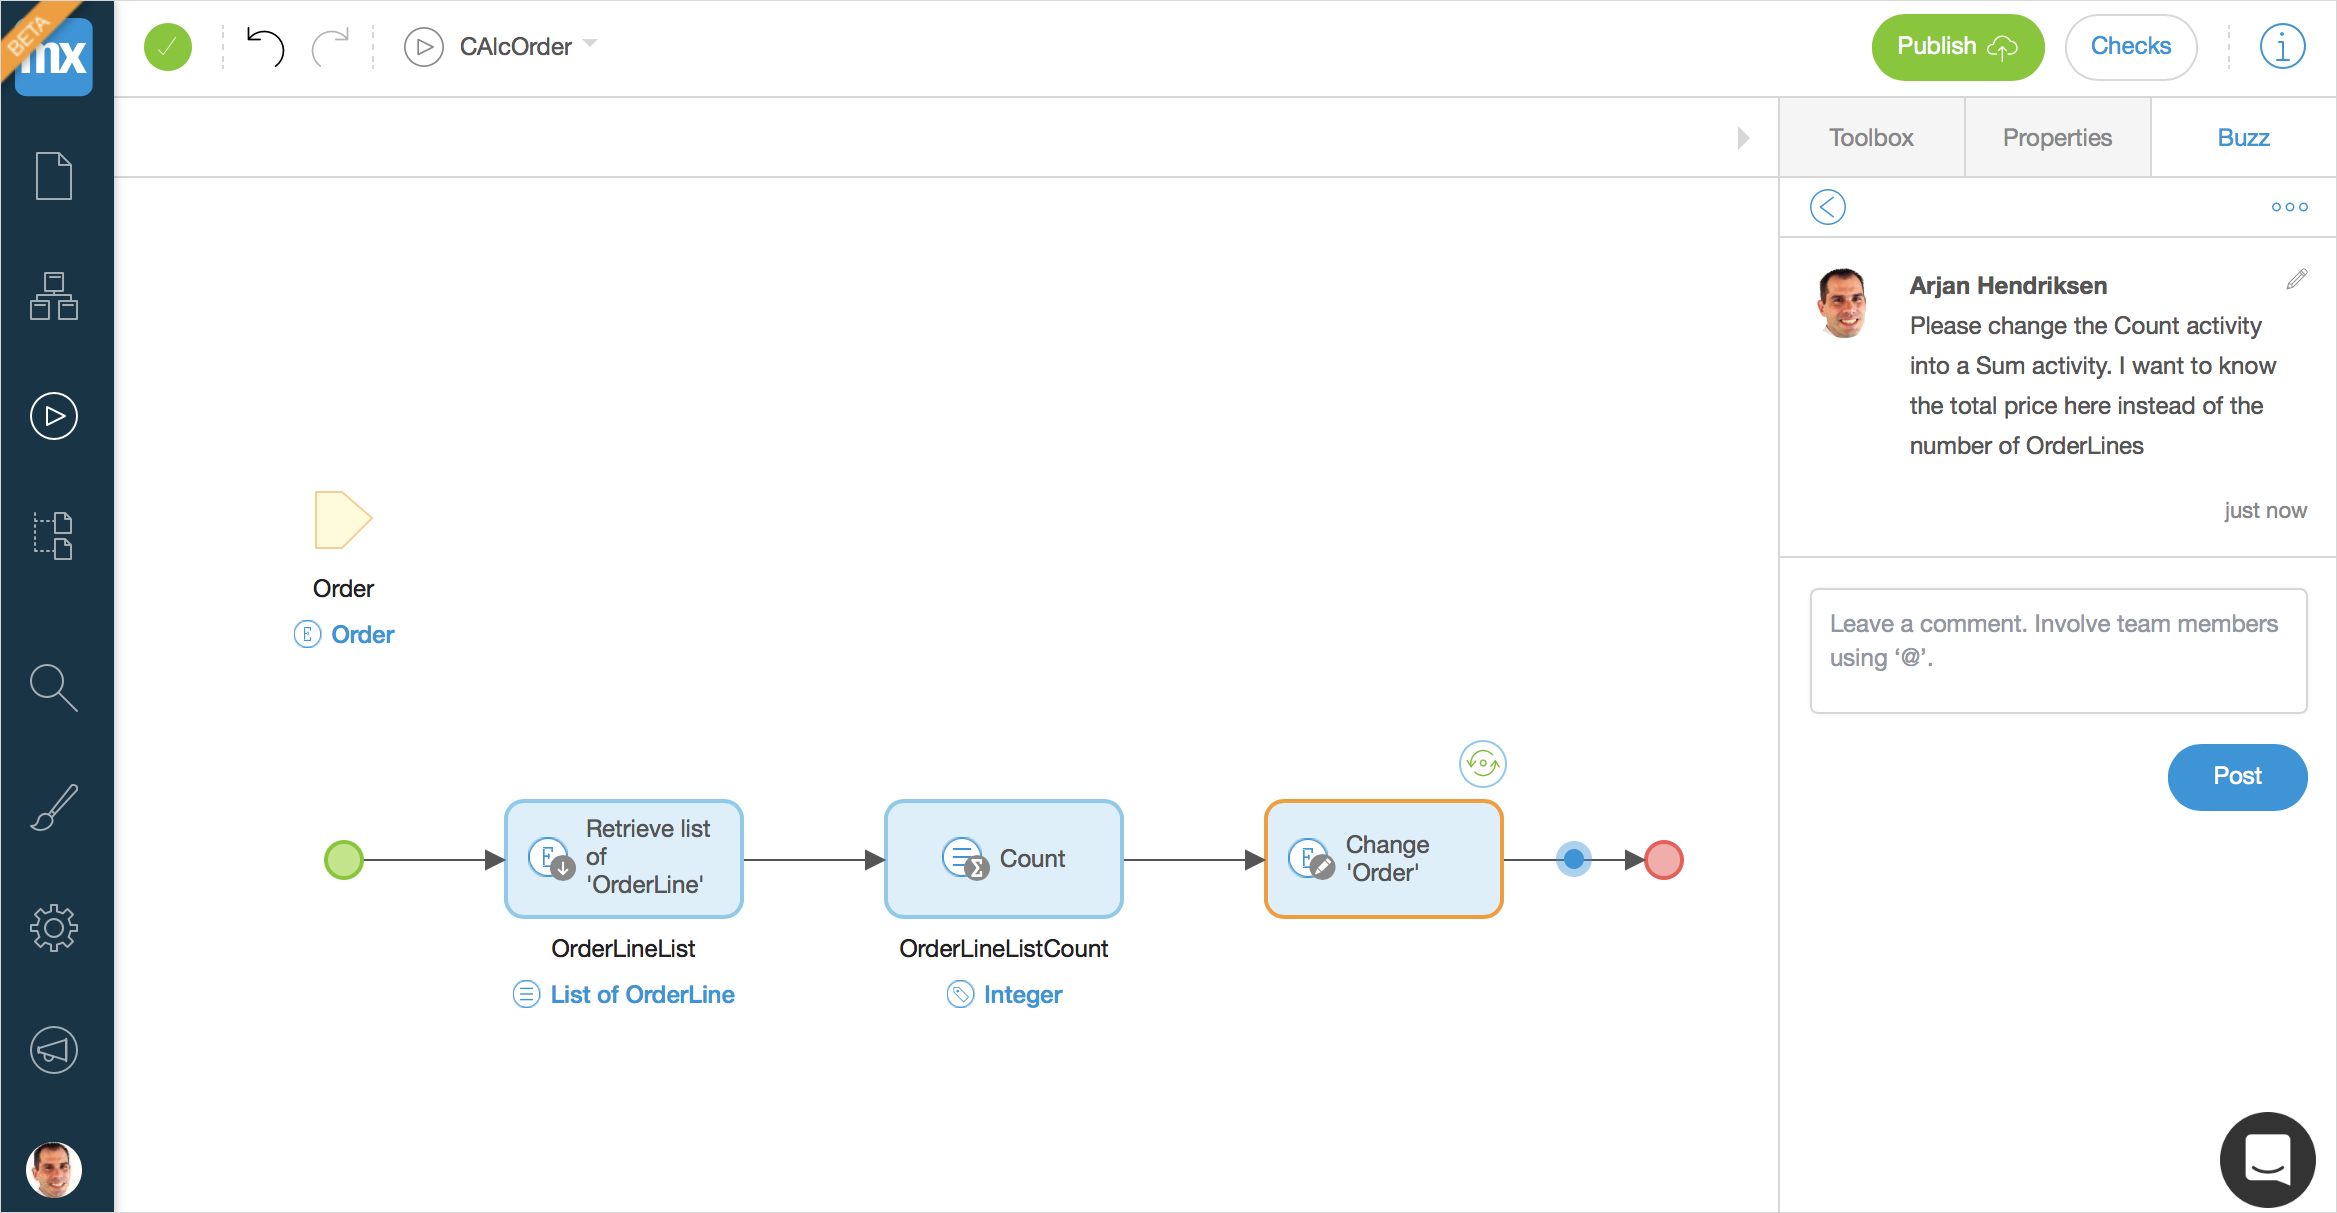 BETA
mx
CAlcOrder
Publish
Checks
Toolbox
Properties
Buzz
Arjan Hendriksen
Please change the Count activity
into a Sum activity. I want to know
the total price here instead of the
number of OrderLines
just now
Leave a comment. Involve team members
using ‘@’.
Post
Order
E Order
E
Retrieve list
of
'OrderLine'
OrderLineList
List of OrderLine
Σ
Count
OrderLineListCount
Integer
E
Change
'Order'